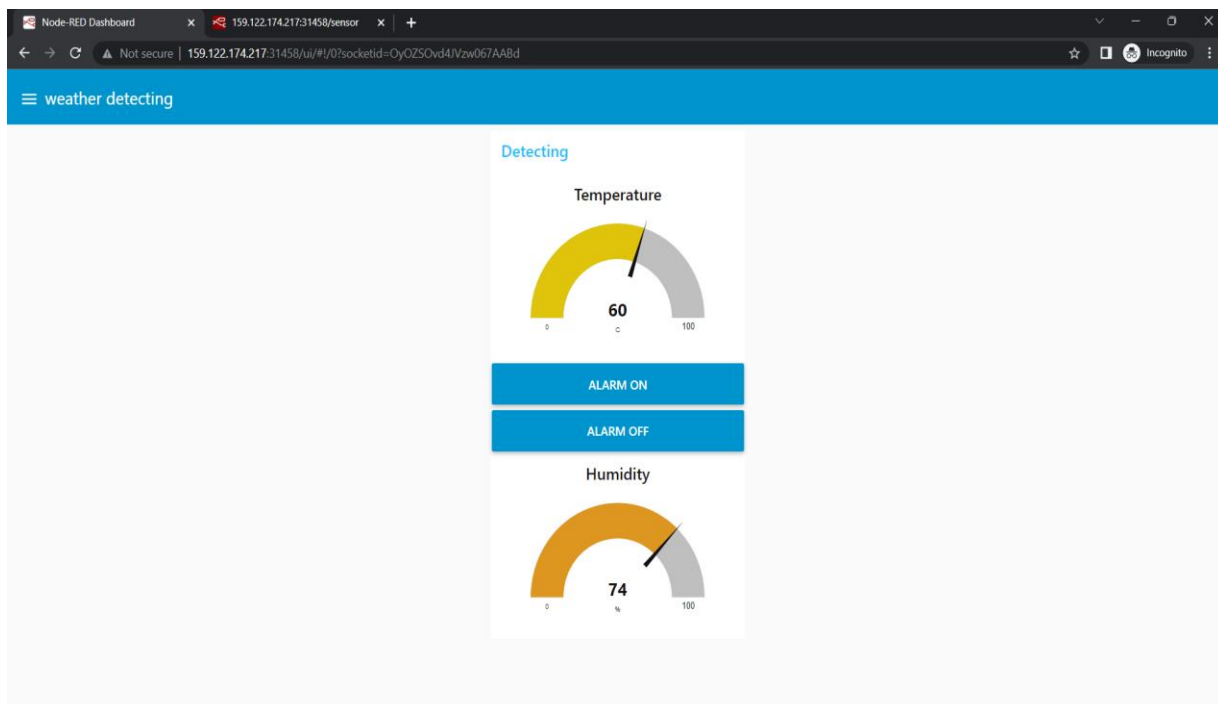 Node-RED Dashboard
159.122.174.217:31458/sensor
Not secure | 159.122.174.217:31458/ui/#!/0?socketid=OyOZSOvd4JVzw067AABd
Incognito
weather detecting
Detecting
Temperature
60
0 C 100
ALARM ON
ALARM OFF
Humidity
74
0 % 100